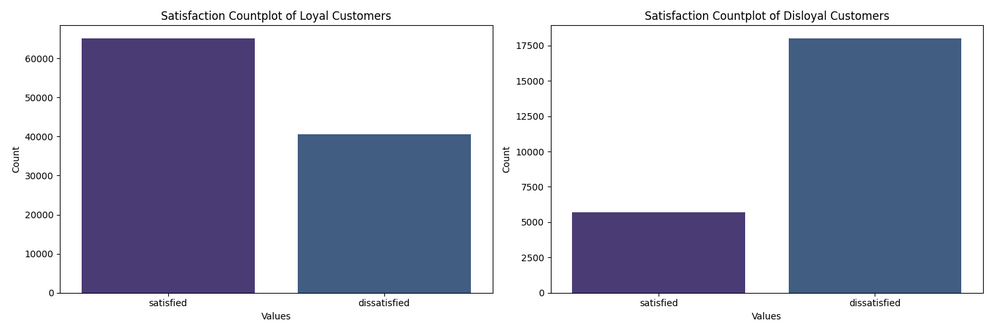 Satisfaction Countplot of Loyal Customers
60000
50000
40000
30000
20000
10000
0
Count
satisfied
dissatisfied
Values
Satisfaction Countplot of Disloyal Customers
17500
15000
12500
10000
7500
5000
2500
0
Count
satisfied
dissatisfied
Values